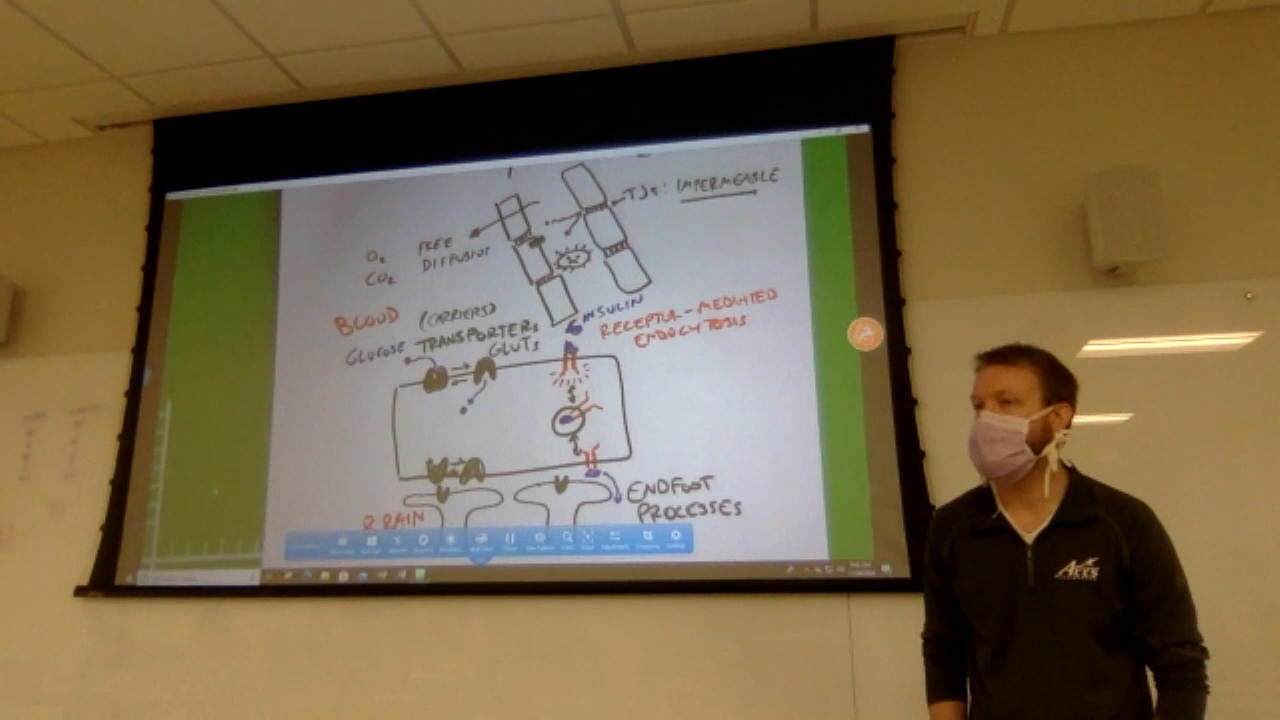 TJs: IMPERMEABLE
O₂ FREE
CO₂ DIFFUSION
INSULIN
BLOOD (CARRIERS) RECEPTOR-MEDIATED
GLUCOSE TRANSPORTERS ENDOCYTOSIS
GLUTs
ENDFOOT
BRAIN PROCESSES
ACES